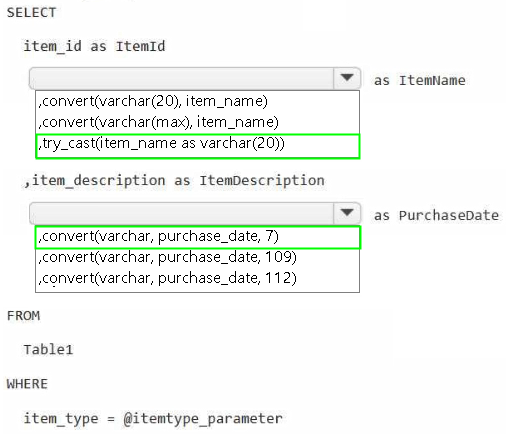 SELECT
item_id as ItemId
as ItemName
,convert(varchar(20), item_name)
,convert(varchar(max), item_name)
,try_cast(item_name as varchar(20))
,item_description as ItemDescription
as PurchaseDate
,convert(varchar, purchase_date, 7)
,convert(varchar, purchase_date, 109)
,convert(varchar, purchase_date, 112)
FROM
Table1
WHERE
item_type = @itemtype_parameter